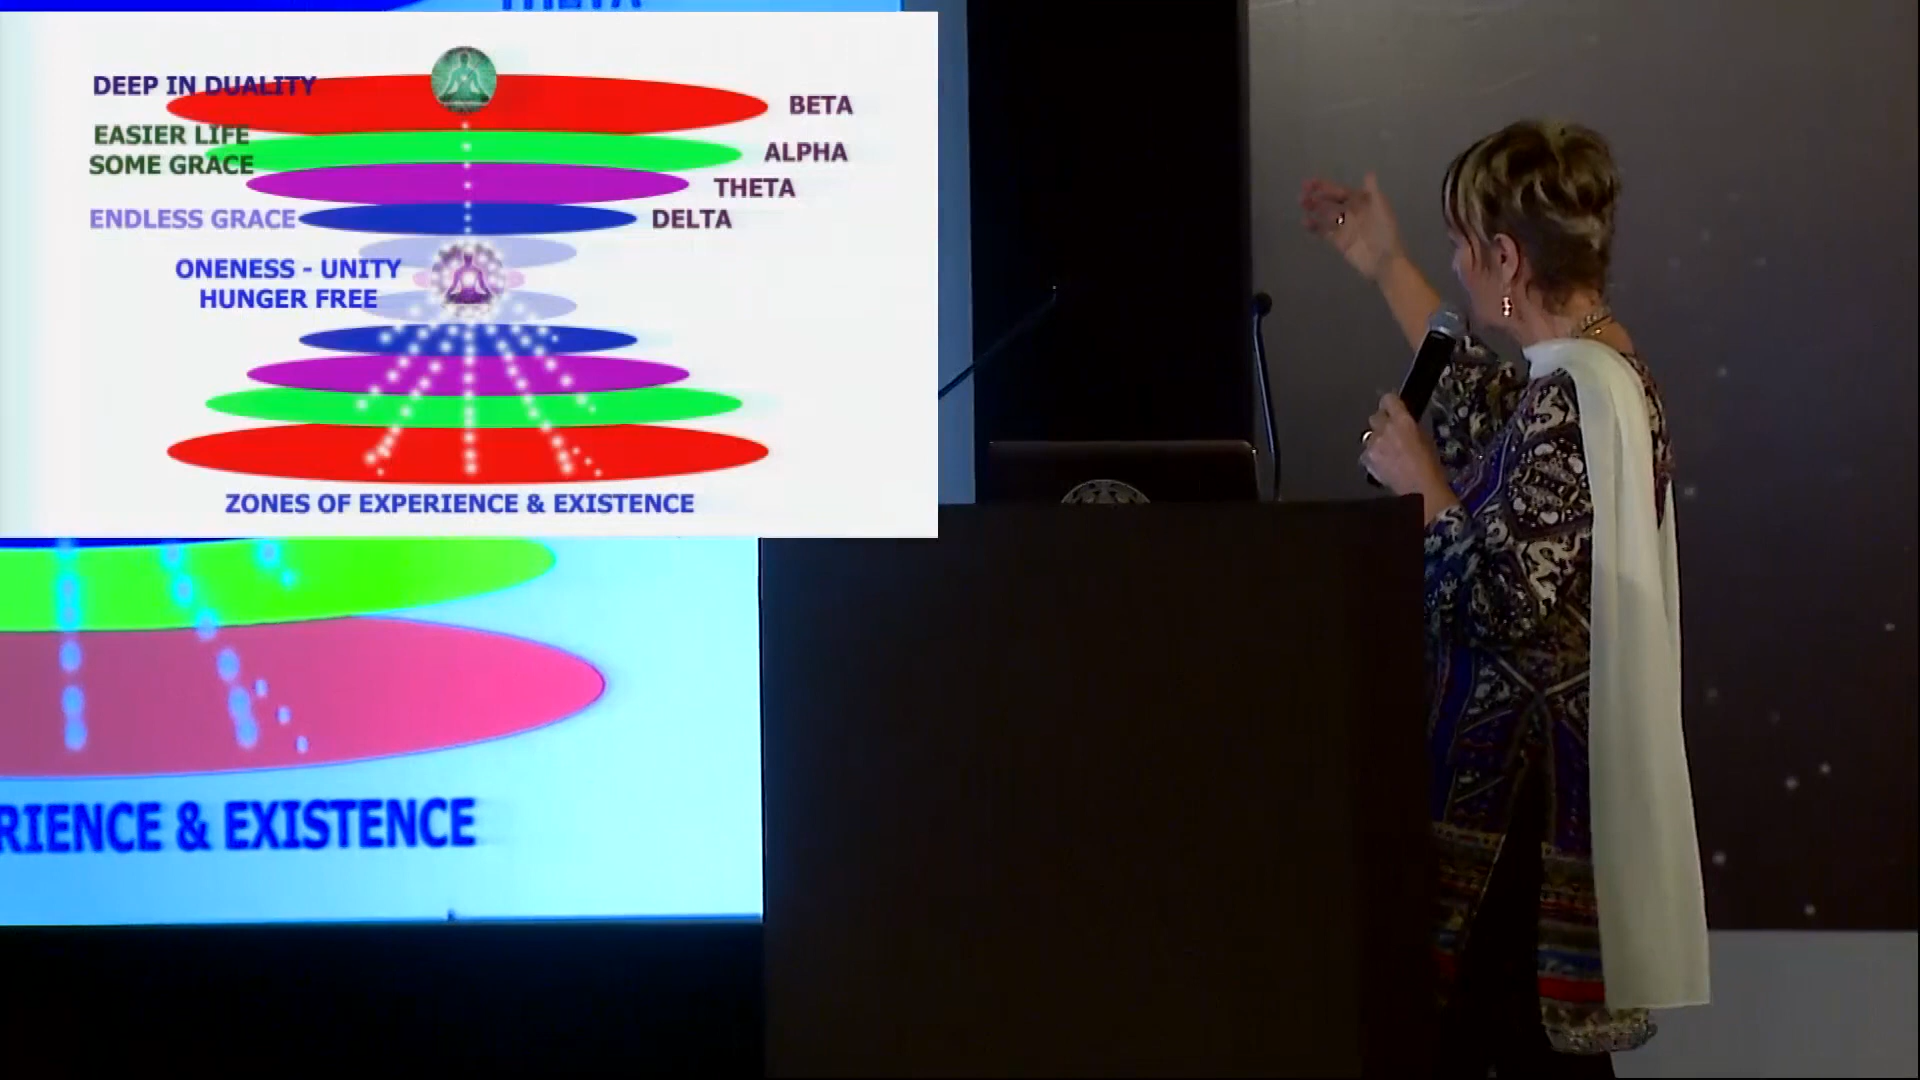 DEEP IN DUALITY
BETA
EASIER LIFE
SOME GRACE
ALPHA
THETA
ENDLESS GRACE
DELTA
ONENESS - UNITY
HUNGER FREE
ZONES OF EXPERIENCE & EXISTENCE
THETA
RIENCE & EXISTENCE